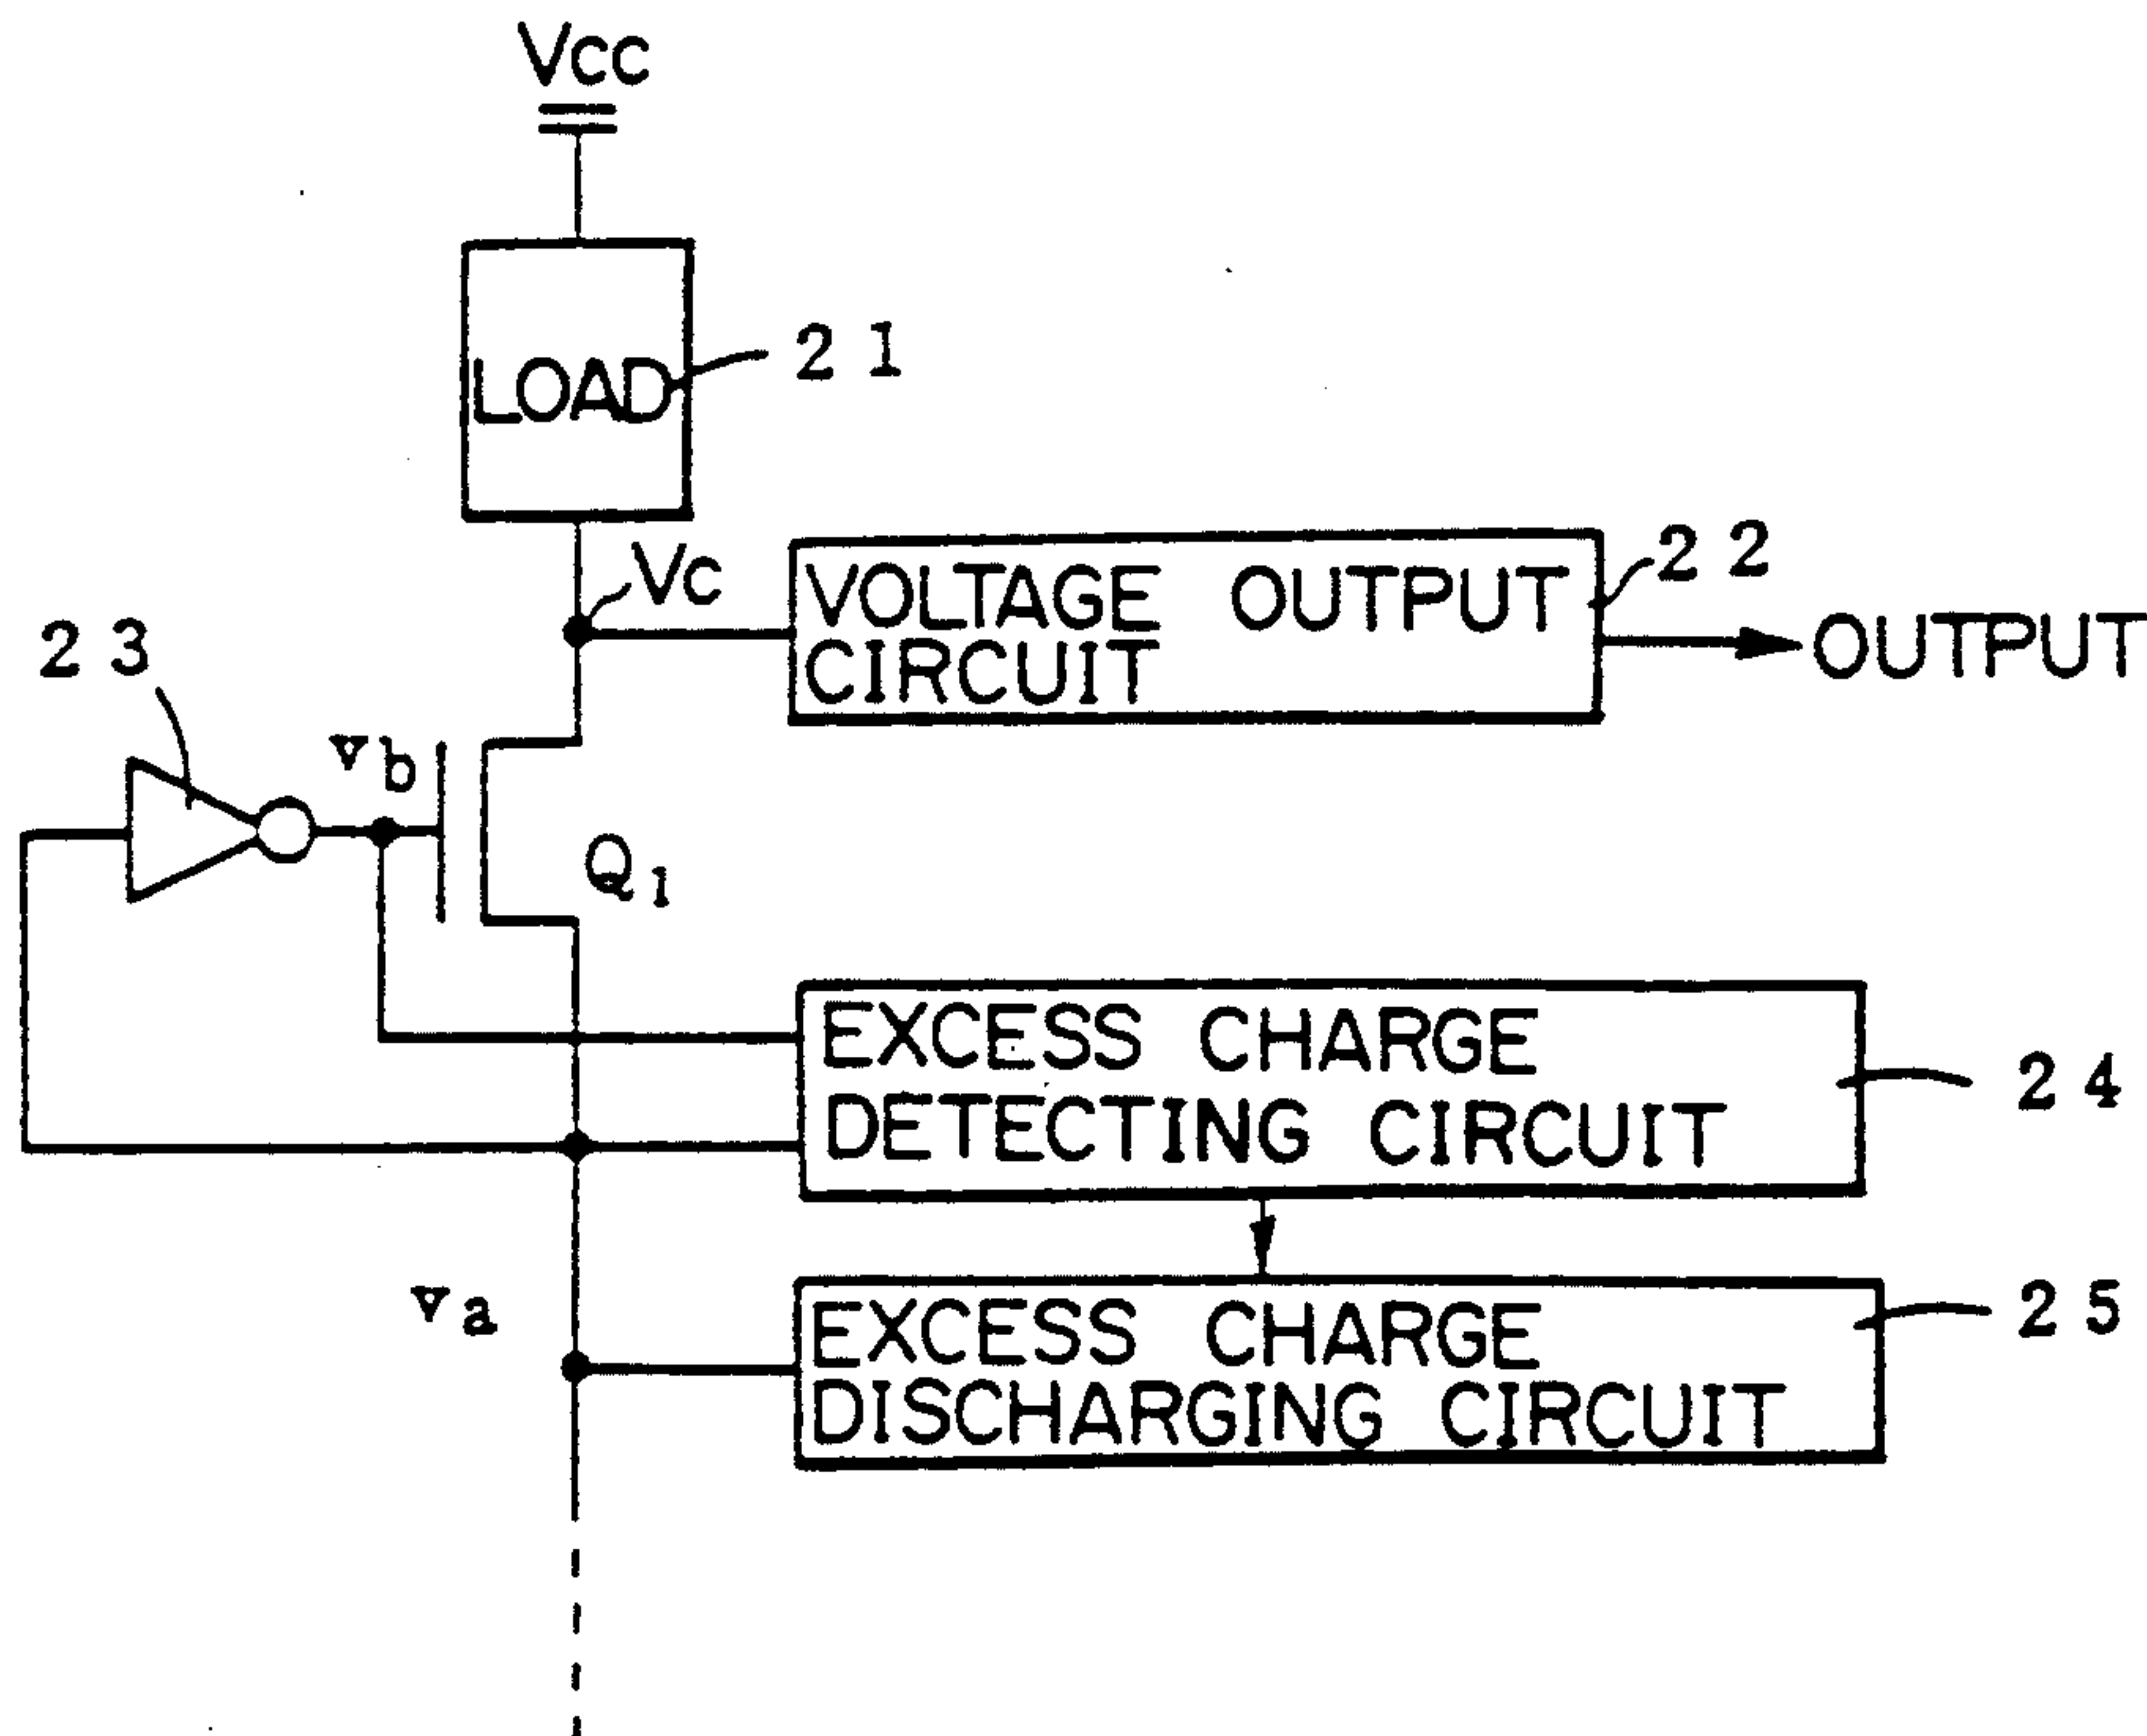 Vcc
LOAD
21
Vc
VOLTAGE OUTPUT
CIRCUIT
22
OUTPUT
23
vb
Q1
EXCESS CHARGE
DETECTING CIRCUIT
24
va
EXCESS CHARGE
DISCHARGING CIRCUIT
25